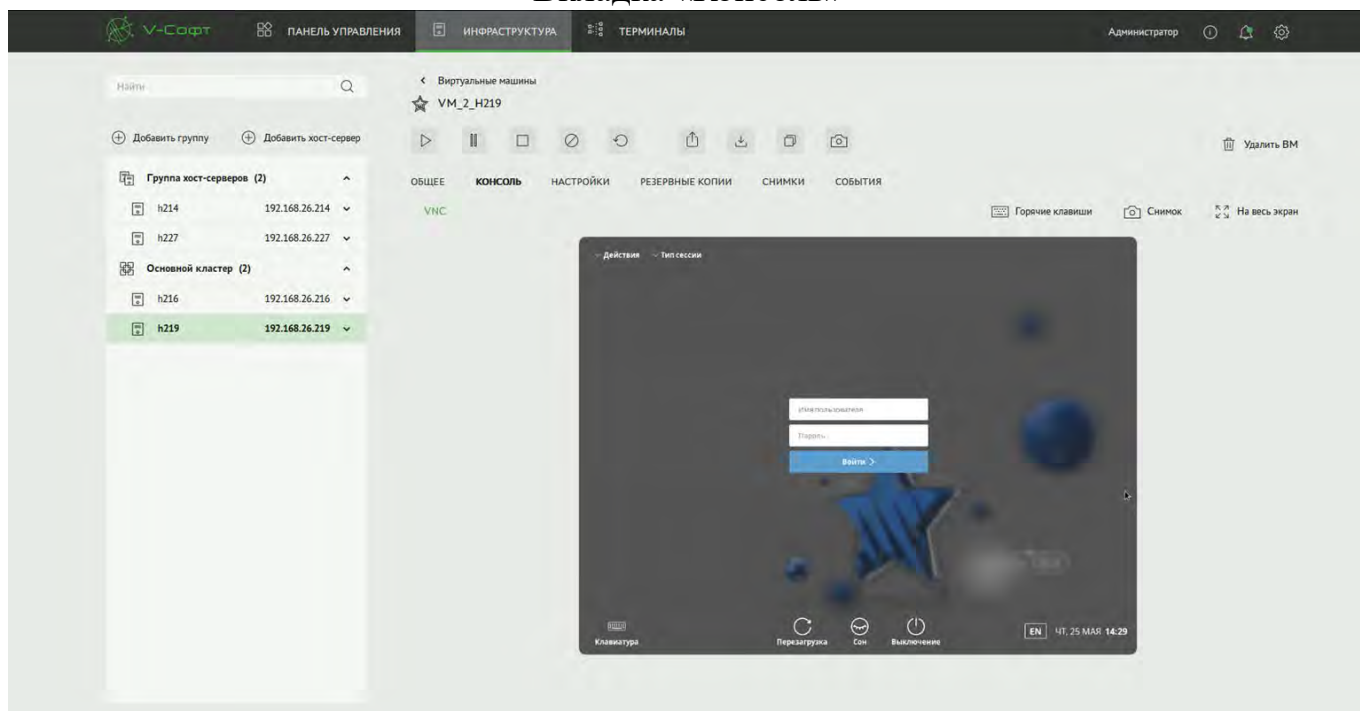 V-Софт ПАНЕЛЬ УПРАВЛЕНИЯ ИНФРАСТРУКТУРА ТЕРМИНАЛЫ Администратор
Найти
Добавить группу Добавить хост-сервер
Группа хост-серверов (2)
h214 192.168.26.214
h227 192.168.26.227
Основной кластер (2)
h216 192.168.26.216
h219 192.168.26.219
Виртуальные машины
VM_2_H219
Удалить ВМ
ОБЩЕЕ КОНСОЛЬ НАСТРОЙКИ РЕЗЕРВНЫЕ КОПИИ СНИМКИ СОБЫТИЯ
VNC Горячие клавиши Снимок На весь экран
Действия Тип сессии
Имя пользователя
Пароль
Войти
Клавиатура Перезагрузка Сон Выключение EN ЧТ, 25 МАЯ 14:29